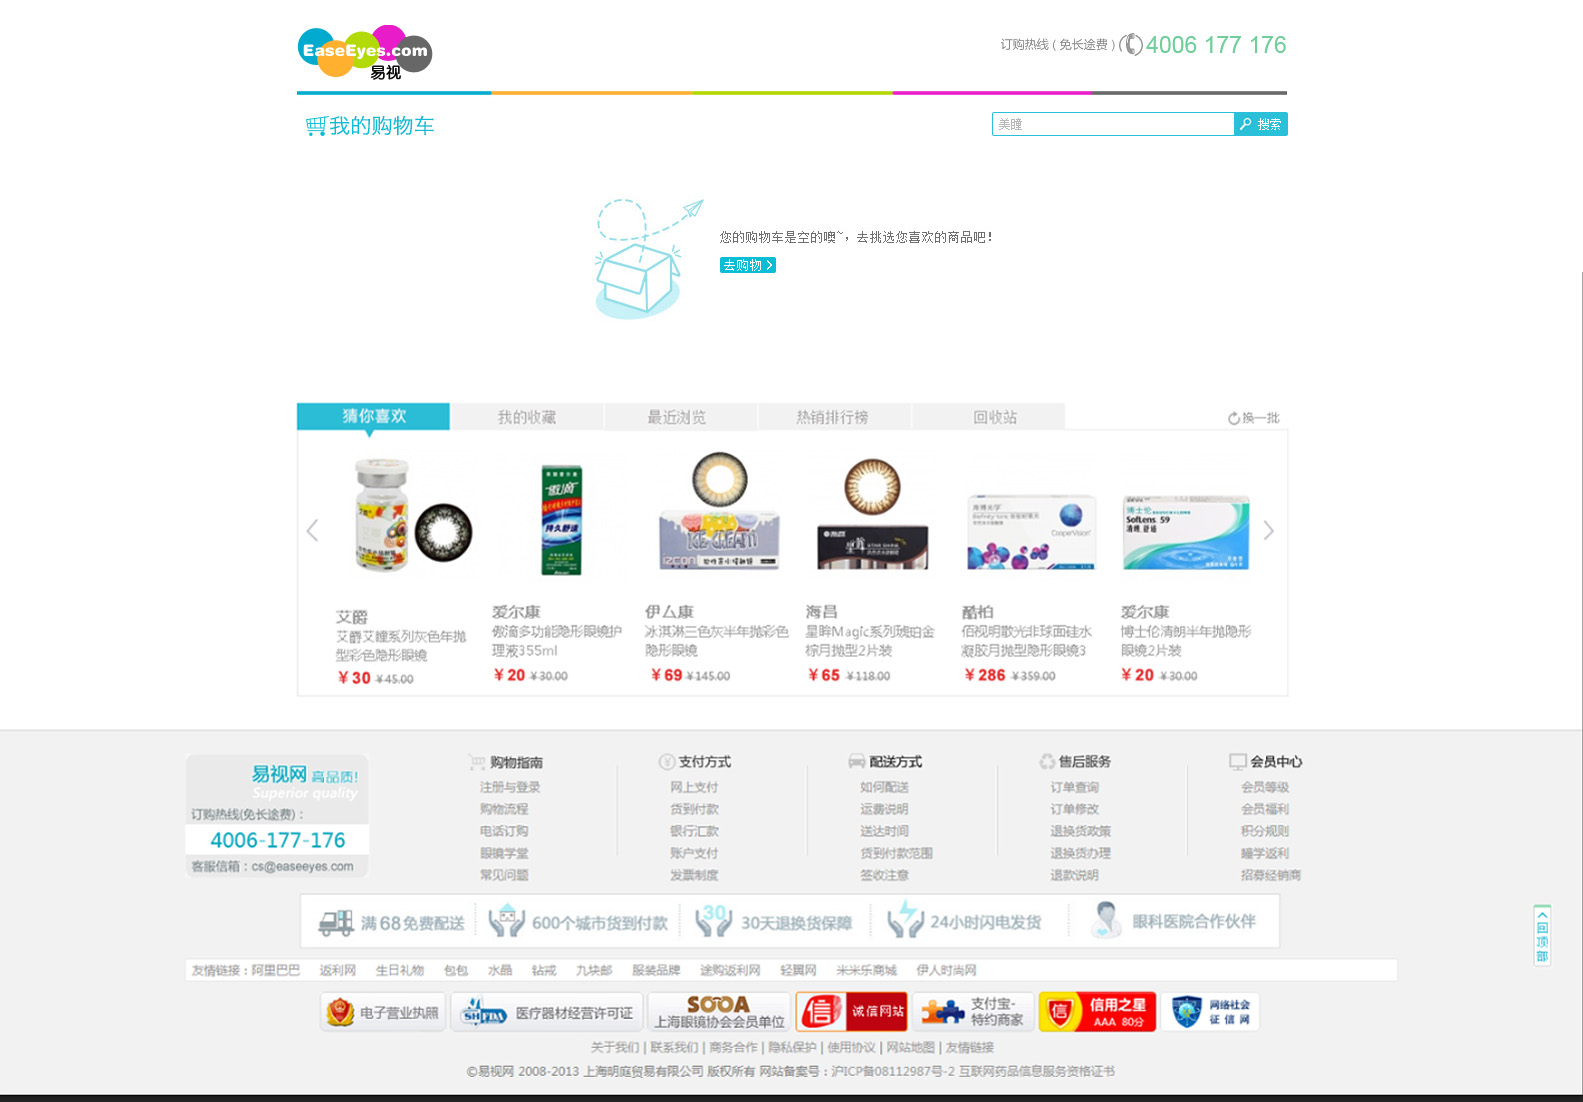 EaseEyes.com
易视
订购热线 ( 免长途费 ) 4006 177 176
我的购物车
美瞳
搜索
您的购物车是空的噢~，去挑选您喜欢的商品吧！
去购物
猜你喜欢 我的收藏 最近浏览 热销排行榜 回收站 换一批
ICE CREAM
海博光学
CooperVision
博士伦
SofLens 59
清朗.舒适
傲滴
持久舒适
艾爵
艾爵艾瞳系列灰色年抛
型彩色隐形眼镜
￥30 ￥45.00
爱尔康
傲滴多功能隐形眼镜护
理液355ml
￥20 ￥30.00
伊厶康
冰淇淋三色灰半年抛彩色
隐形眼镜
￥69 ￥145.00
海昌
星眸Magic系列琥珀金
棕月抛型2片装
￥65 ￥118.00
酷柏
佰视明散光非球面硅水
凝胶月抛型隐形眼镜3
￥286 ￥359.00
爱尔康
博士伦清朗半年抛隐形
眼镜2片装
￥20 ￥30.00
易视网 高品质!
Superior quality
订购热线(免长途费)：
4006-177-176
客服信箱：cs@easeeyes.com
购物指南
注册与登录
购物流程
电话订购
眼镜学堂
常见问题
支付方式
网上支付
货到付款
银行汇款
账户支付
发票制度
配送方式
如何配送
运费说明
送达时间
货到付款范围
签收注意
售后服务
订单查询
订单修改
退换货政策
退换货办理
退款说明
会员中心
会员等级
会员福利
积分规则
瞳学返利
招募经销商
满68免费配送 600个城市货到付款 30 30天退换货保障 24小时闪电发货 眼科医院合作伙伴
回顶部
友情链接：阿里巴巴 返利网 生日礼物 包包 水晶 钻戒 九块邮 服装品牌 途购返利网 轻翼网 米米乐商城 伊人时尚网
电子营业执照
SHFDA 医疗器材经营许可证
SOOA
上海眼镜协会会员单位
信 诚信网站
支付宝-
特约商家
信 信用之星
AAA 80分
网络社会
征信网
关于我们 | 联系我们 | 商务合作 | 隐私保护 | 使用协议 | 网站地图 | 友情链接
©易视网 2008-2013 上海明庭贸易有限公司 版权所有 网站备案号：沪ICP备08112987号-2 互联网药品信息服务资格证书